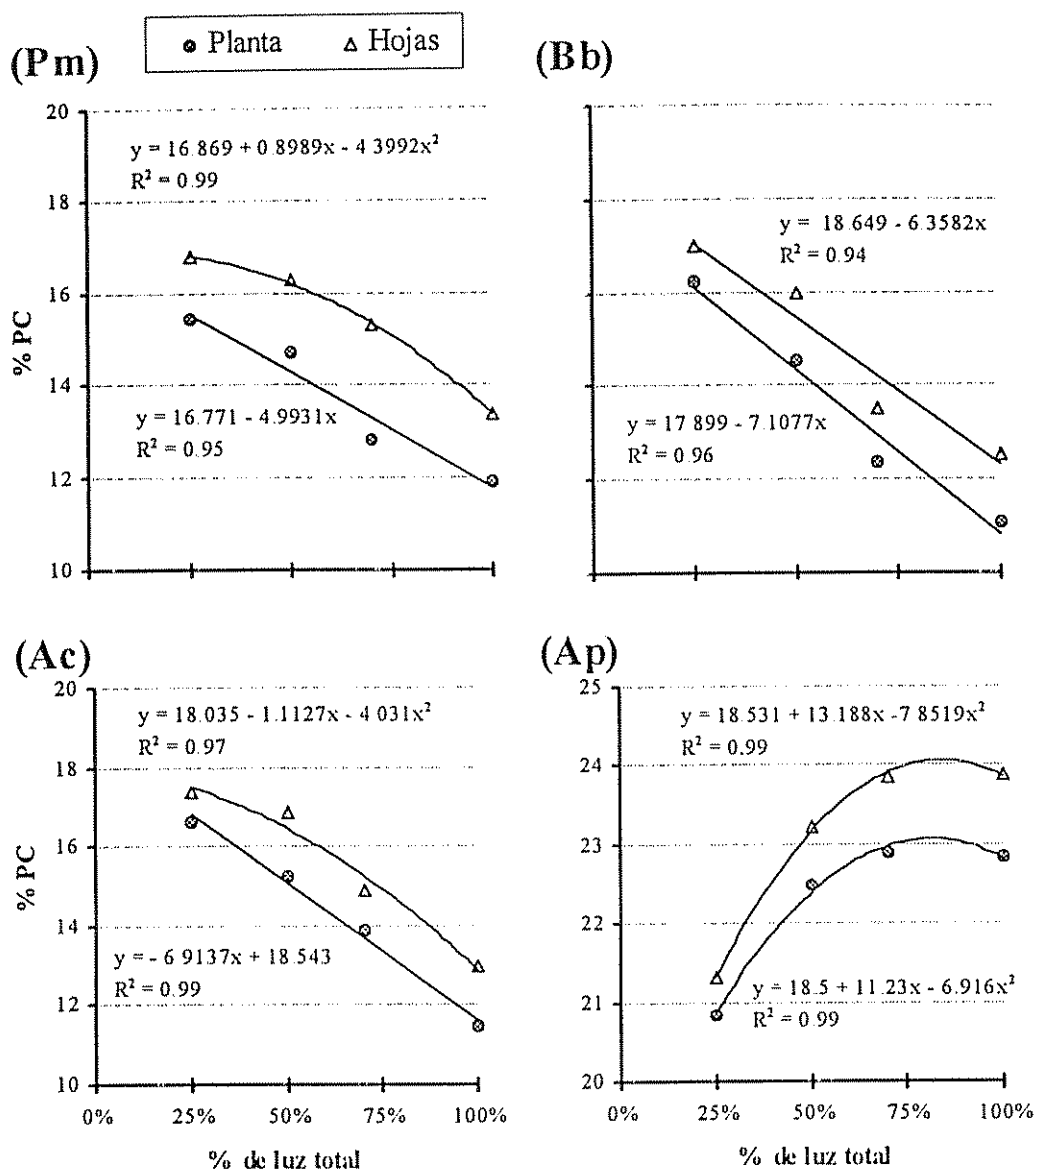 Planta Hojas
(Pm)
20
18
16
14
12
10
% PC
y = 16.869 + 0.8989x - 4 3992x²
R² = 0.99
y = 16.771 - 4.9931x
R² = 0.95
(Bb)
y = 18.649 - 6.3582x
R² = 0.94
y = 17 899 - 7.1077x
R² = 0.96
(Ac)
20
18
16
14
12
10
% PC
y = 18.035 - 1.1127x - 4 031x²
R² = 0.97
y = - 6 9137x + 18.543
R² = 0.99
0% 25% 50% 75% 100%
% de luz total
(Ap)
25
24
23
22
21
20
y = 18.531 + 13.188x -7 8519x²
R² = 0.99
y = 18.5 + 11.23x - 6.916x²
R² = 0.99
0% 25% 50% 75% 100%
% de luz total